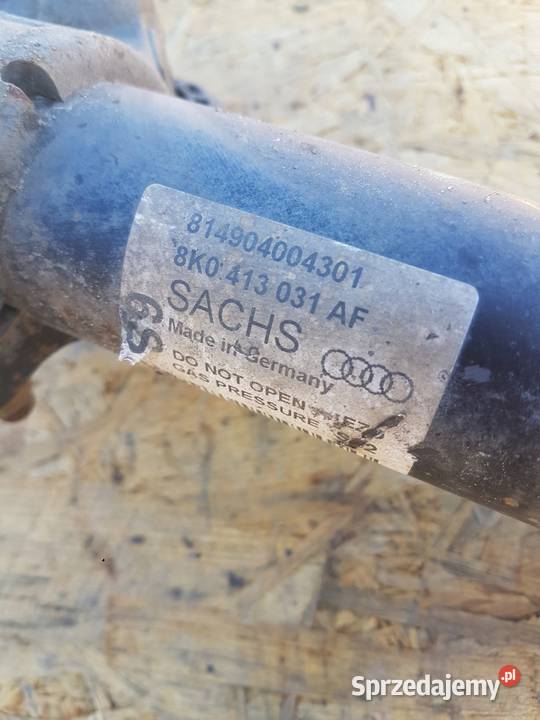 814904004301
8K0 413 031 AF
SACHS
Made in Germany
DO NOT OPEN
GAS PRESSURE
Sprzedajemy.pl